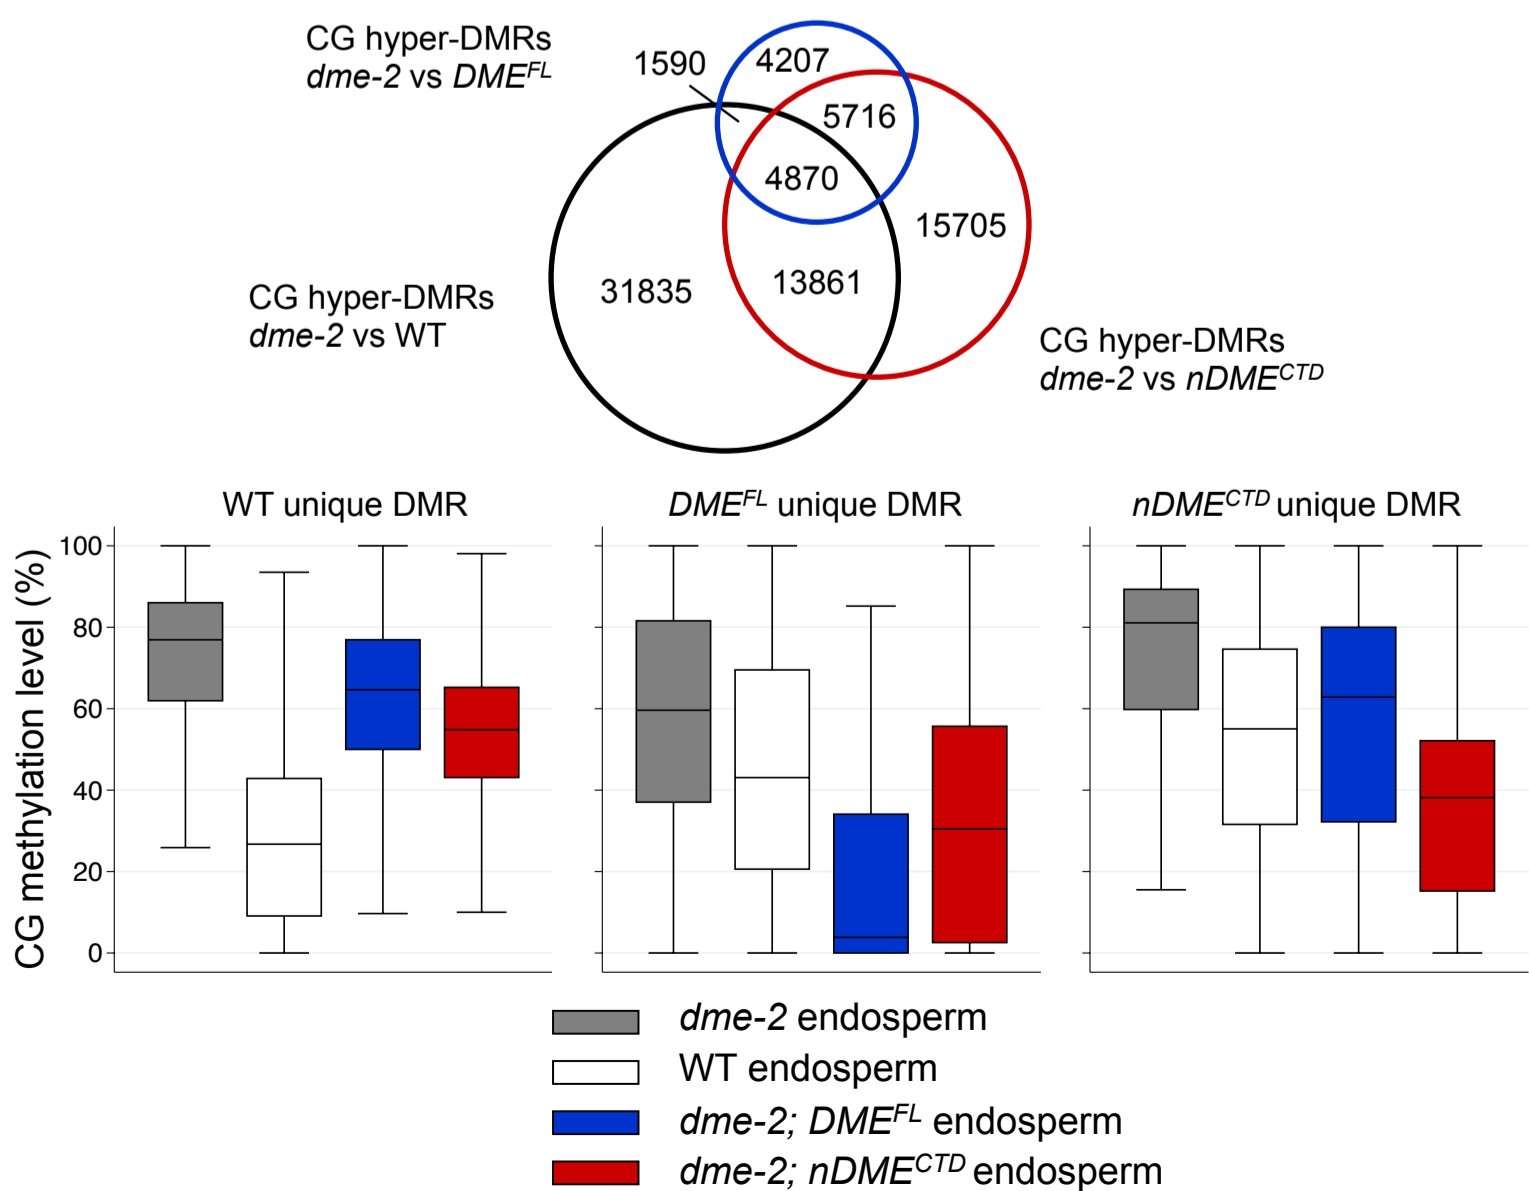 CG hyper-DMRs
dme-2 vs DME^FL
1590
4207
5716
4870
15705
31835
13861
CG hyper-DMRs
dme-2 vs WT
CG hyper-DMRs
dme-2 vs nDME^CTD
WT unique DMR
DME^FL unique DMR
nDME^CTD unique DMR
CG methylation level (%)
100
80
60
40
20
0
dme-2 endosperm
WT endosperm
dme-2; DME^FL endosperm
dme-2; nDME^CTD endosperm